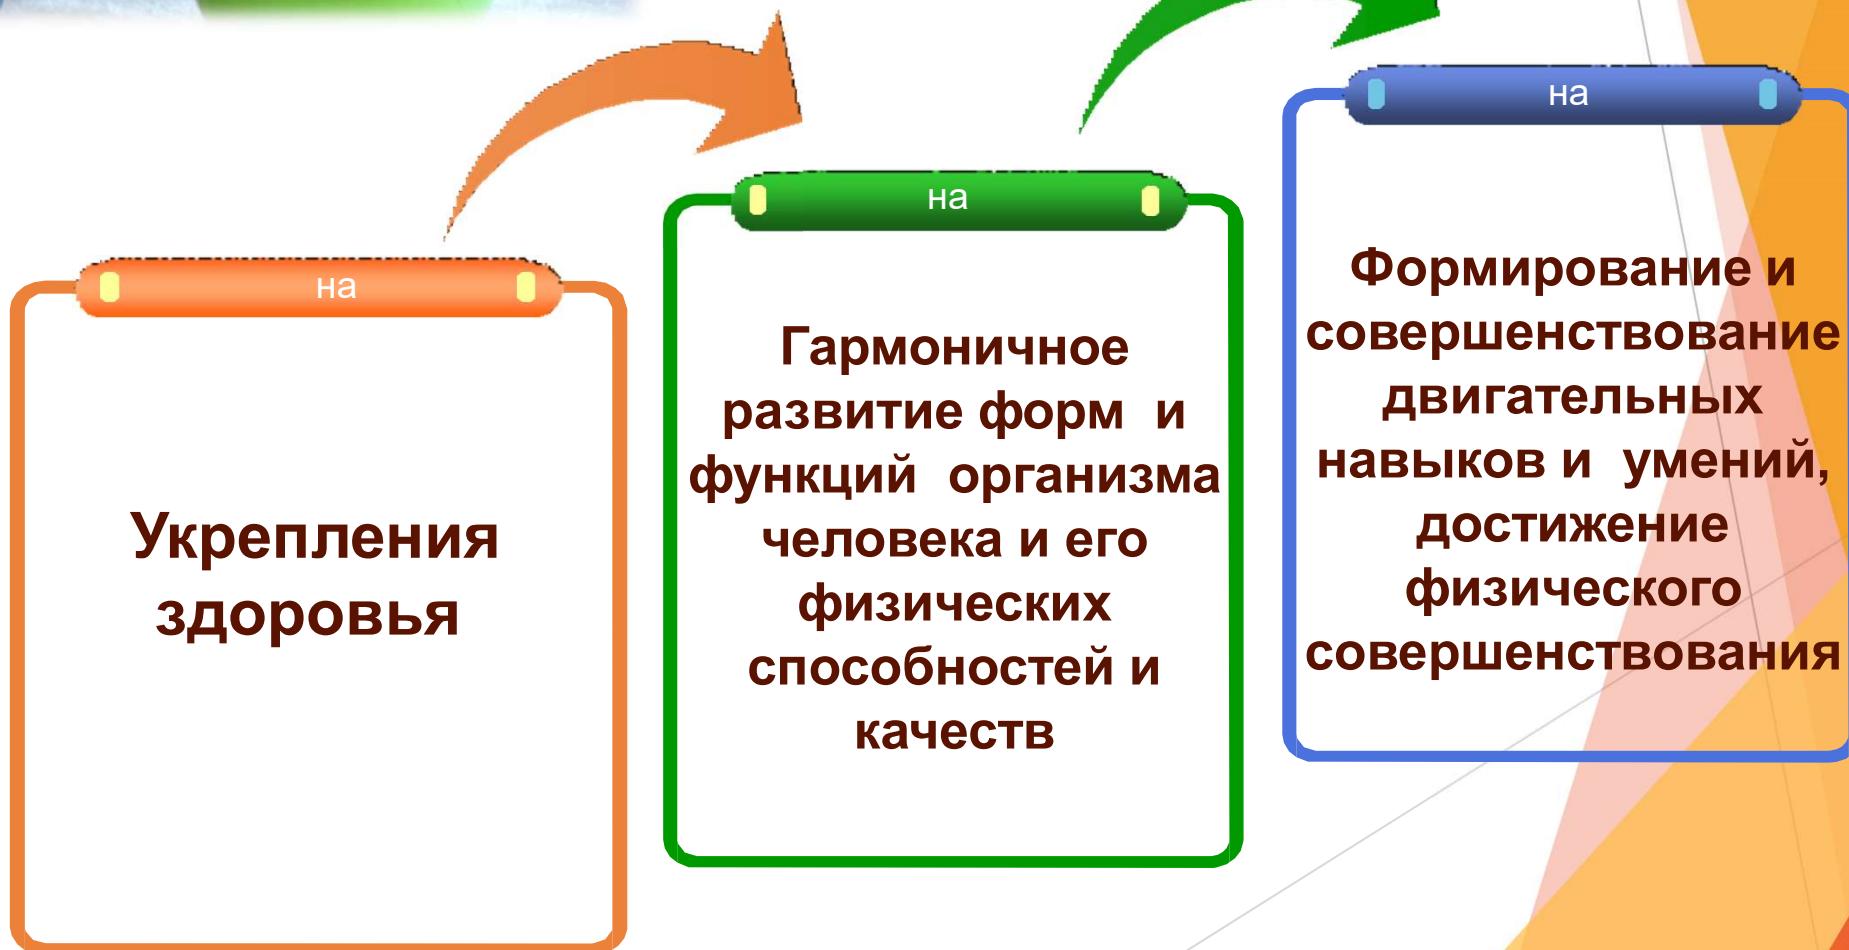 на
Укрепления
здоровья
на
Гармоничное
развитие форм и
функций организма
человека и его
физических
способностей и
качеств
на
Формирование и
совершенствование
двигательных
навыков и умений,
достижение
физического
совершенствования